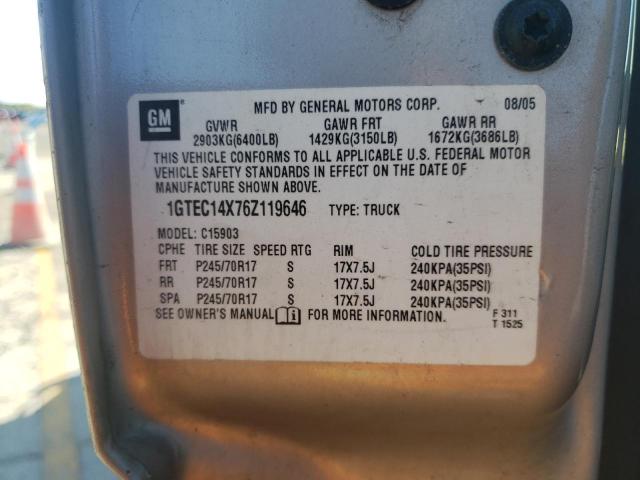 GM
MFD BY GENERAL MOTORS CORP. 08/05
GVWR GAWR FRT GAWR RR
2903KG(6400LB) 1429KG(3150LB) 1672KG(3686LB)
THIS VEHICLE CONFORMS TO ALL APPLICABLE U.S. FEDERAL MOTOR
VEHICLE SAFETY STANDARDS IN EFFECT ON THE DATE OF
MANUFACTURE SHOWN ABOVE.
1GTEC14X76Z119646 TYPE: TRUCK
MODEL: C15903
CPHE TIRE SIZE SPEED RTG RIM COLD TIRE PRESSURE
FRT P245/70R17 S 17X7.5J 240KPA(35PSI)
RR P245/70R17 S 17X7.5J 240KPA(35PSI)
SPA P245/70R17 S 17X7.5J 240KPA(35PSI)
SEE OWNER'S MANUAL FOR MORE INFORMATION. F 311
T 1525